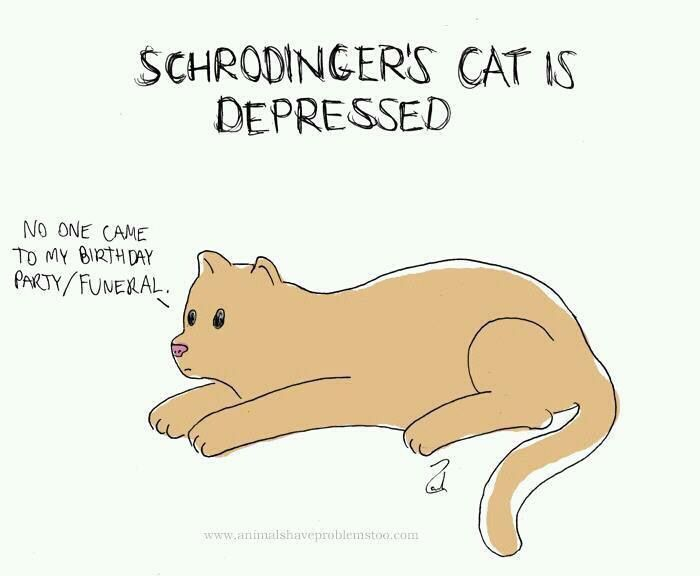 SCHRODINGER'S CAT IS
DEPRESSED
NO ONE CAME
TO MY BIRTHDAY
PARTY/FUNERAL.
www.animalshaveproblemstoo.com